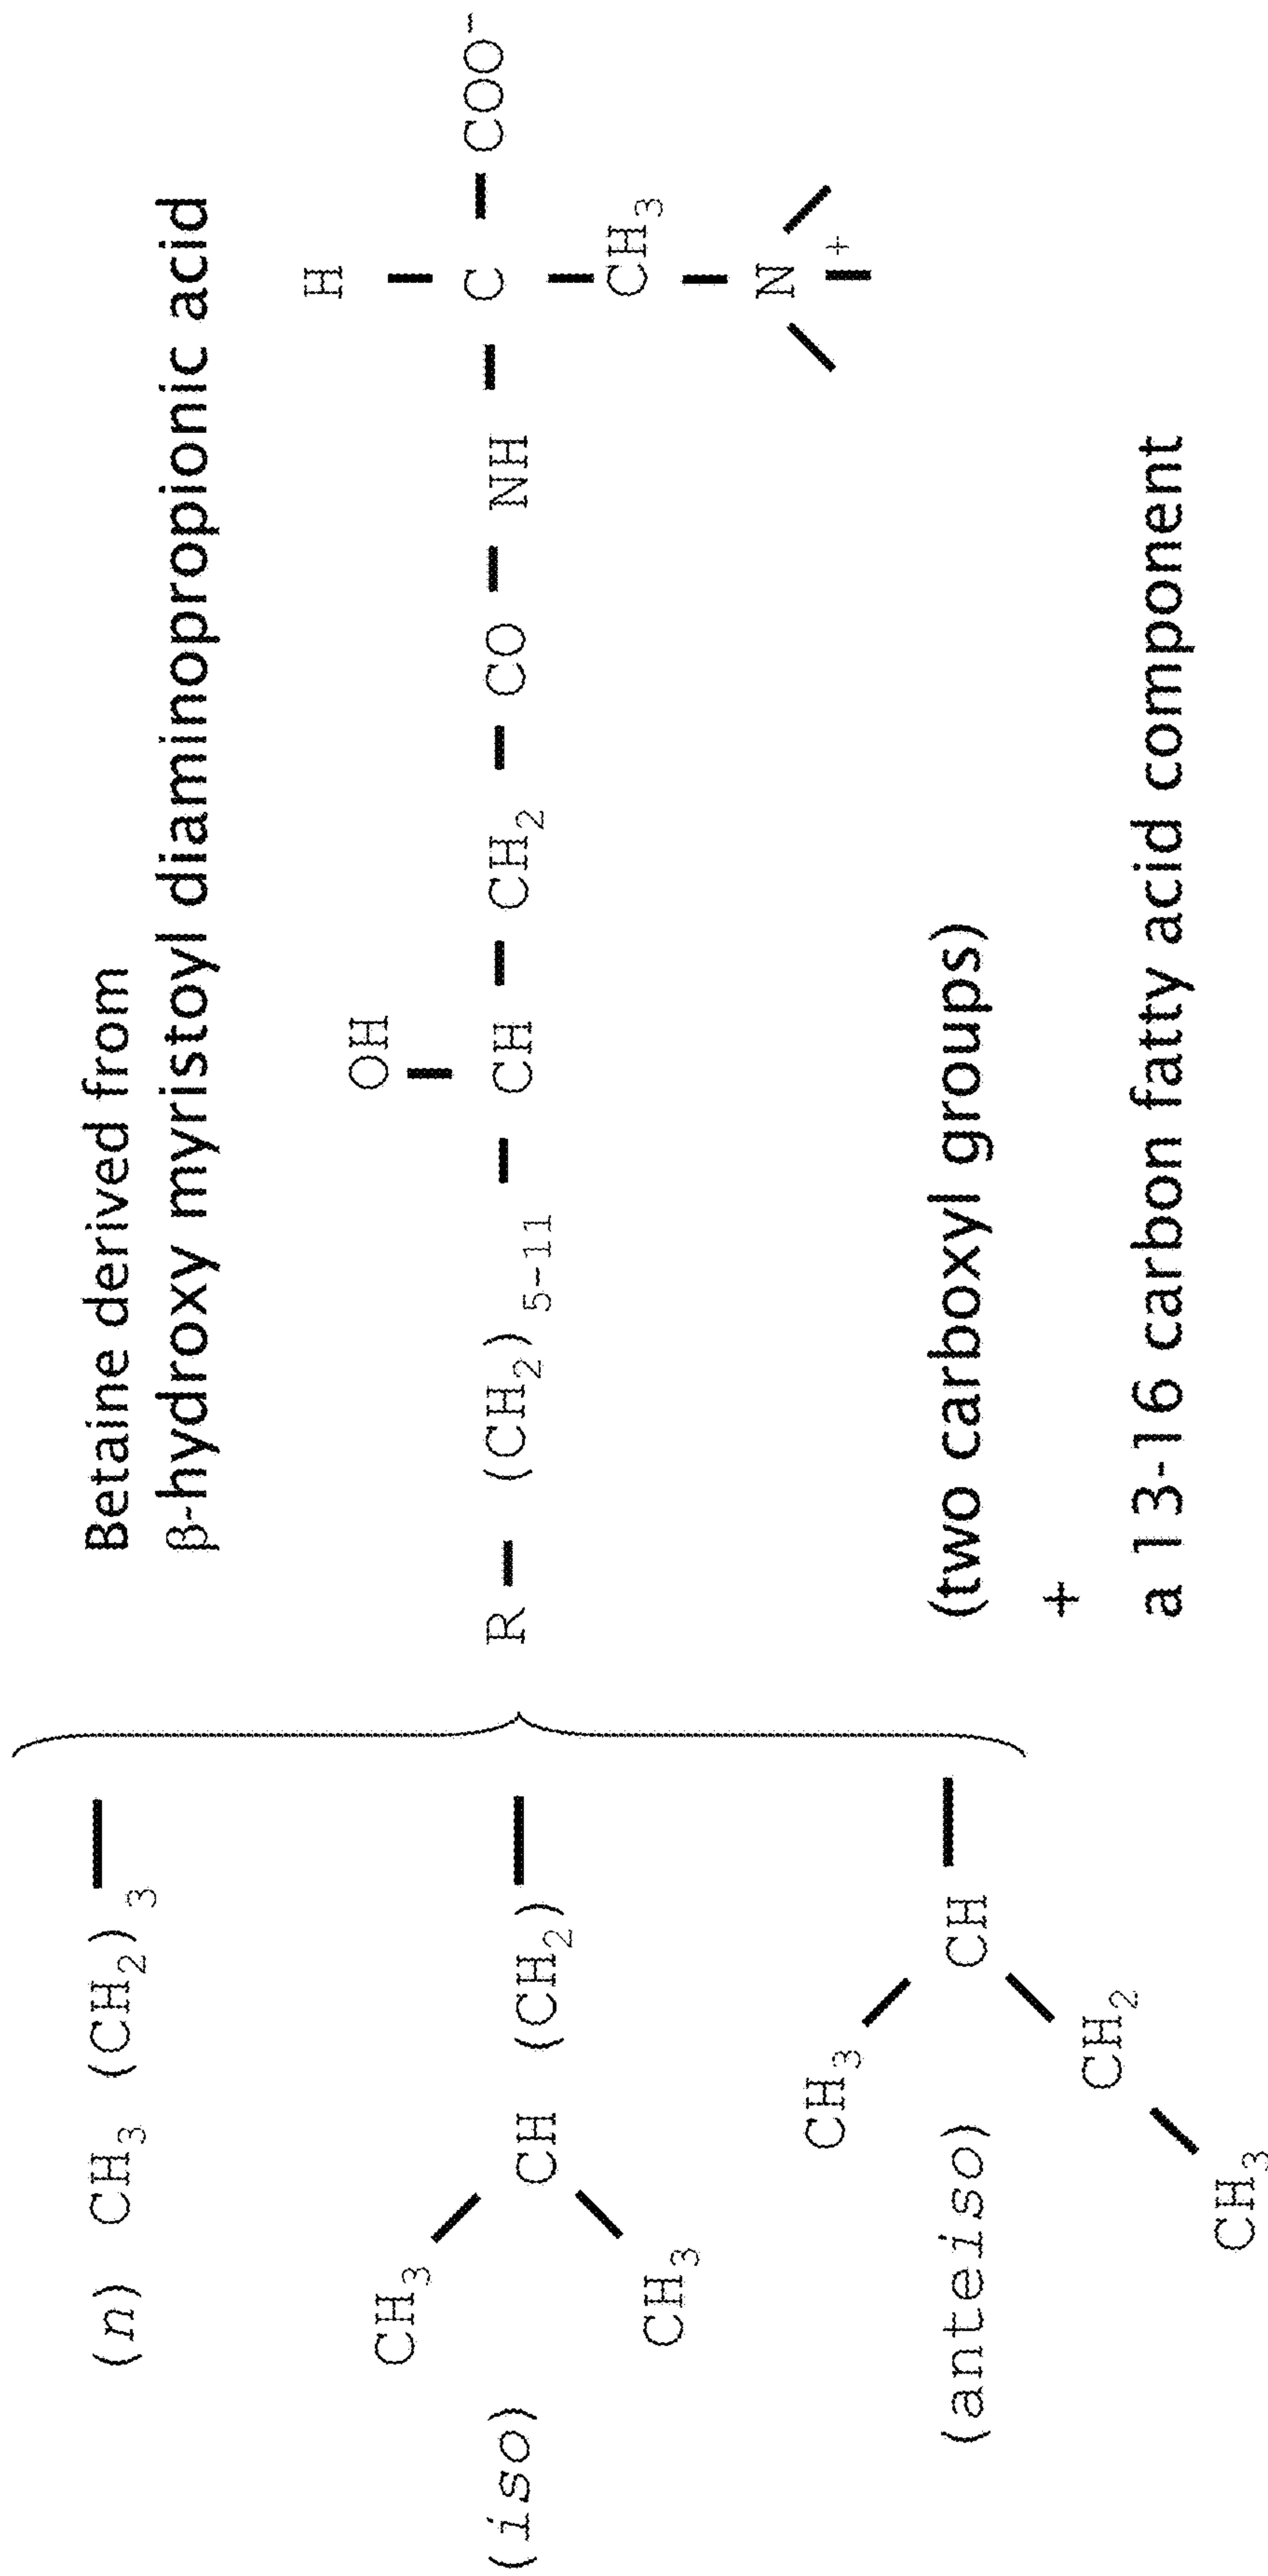 Betaine derived from
β-hydroxy myristoyl diaminopropionic acid
(n) CH₃ (CH₂)₃
CH₃
(iso) CH (CH₂)
CH₃
CH₃
(anteiso) CH
CH₂
CH₃
OH H
R – (CH₂)₅₋₁₁ – CH – CH₂ – CO – NH – C – COO⁻
CH₃
N⁺
(two carboxyl groups)
+
a 13-16 carbon fatty acid component